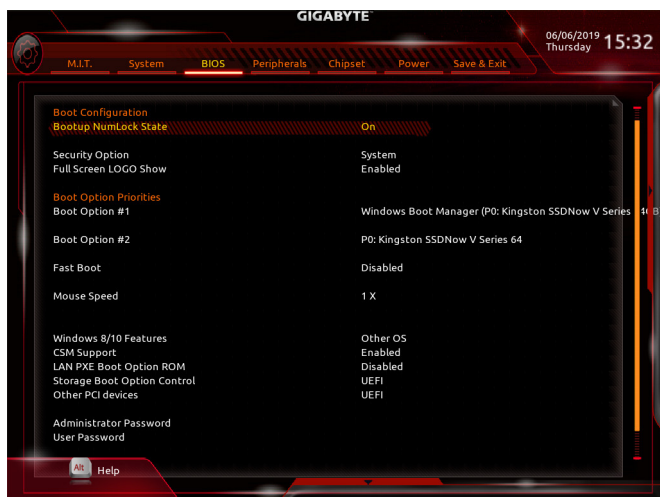 GIGABYTE
06/06/2019 Thursday 15:32
M.I.T. System BIOS Peripherals Chipset Power Save & Exit
Boot Configuration
Bootup NumLock State On
Security Option System
Full Screen LOGO Show Enabled
Boot Option Priorities
Boot Option #1 Windows Boot Manager (P0: Kingston SSDNow V Series
Boot Option #2 P0: Kingston SSDNow V Series 64
Fast Boot Disabled
Mouse Speed 1 X
Windows 8/10 Features Other OS
CSM Support Enabled
LAN PXE Boot Option ROM Disabled
Storage Boot Option Control UEFI
Other PCI devices UEFI
Administrator Password
User Password
Alt Help